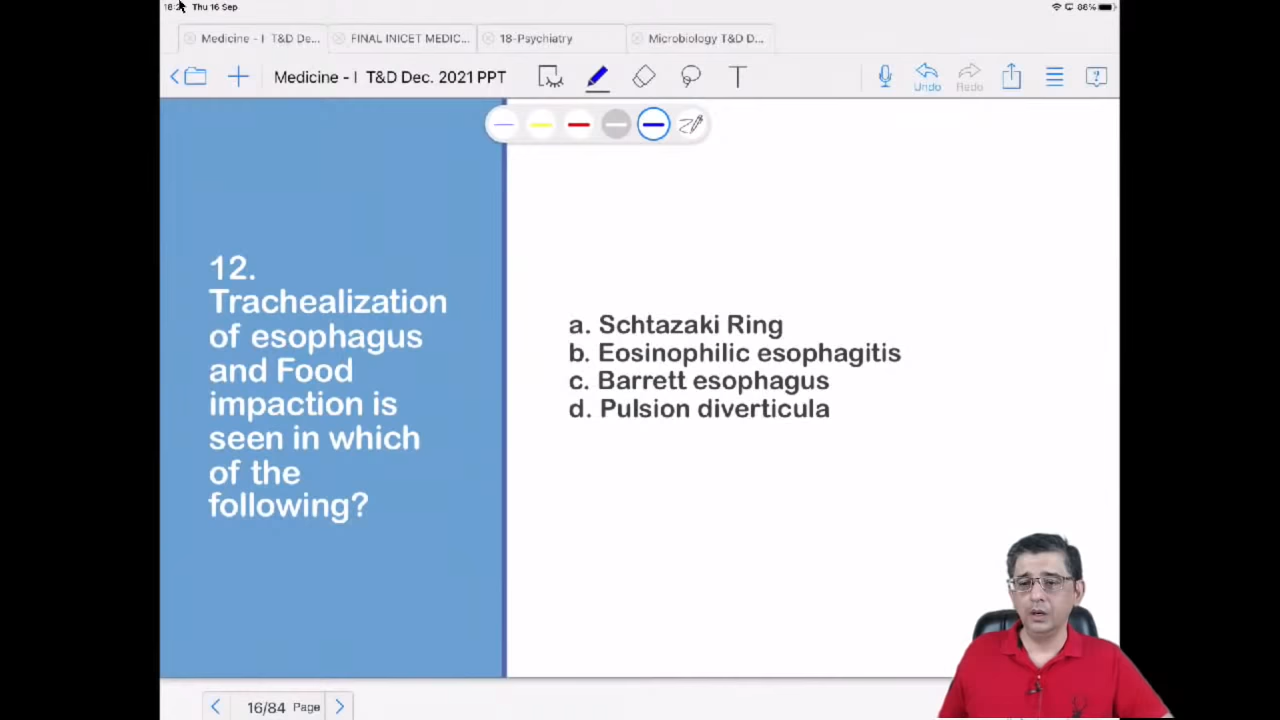 Thu 16 Sep
88%
Medicine - I T&D De...
FINAL INICET MEDIC...
18-Psychiatry
Microbiology T&D D...
Medicine - I T&D Dec. 2021 PPT
T
Undo
Redo
12.
Trachealization
of esophagus
and Food
impaction is
seen in which
of the
following?
a. Schtazaki Ring
b. Eosinophilic esophagitis
c. Barrett esophagus
d. Pulsion diverticula
16/84 Page